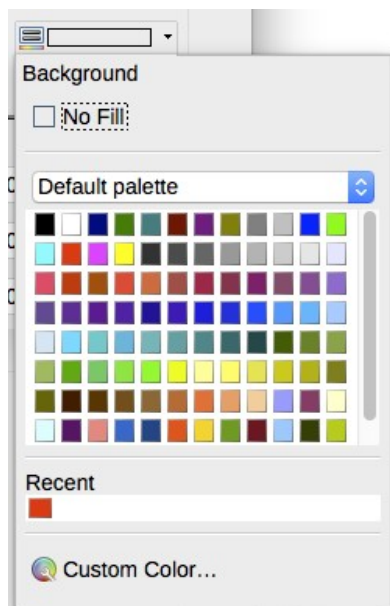 Background
No Fill
Default palette
Recent
Custom Color...